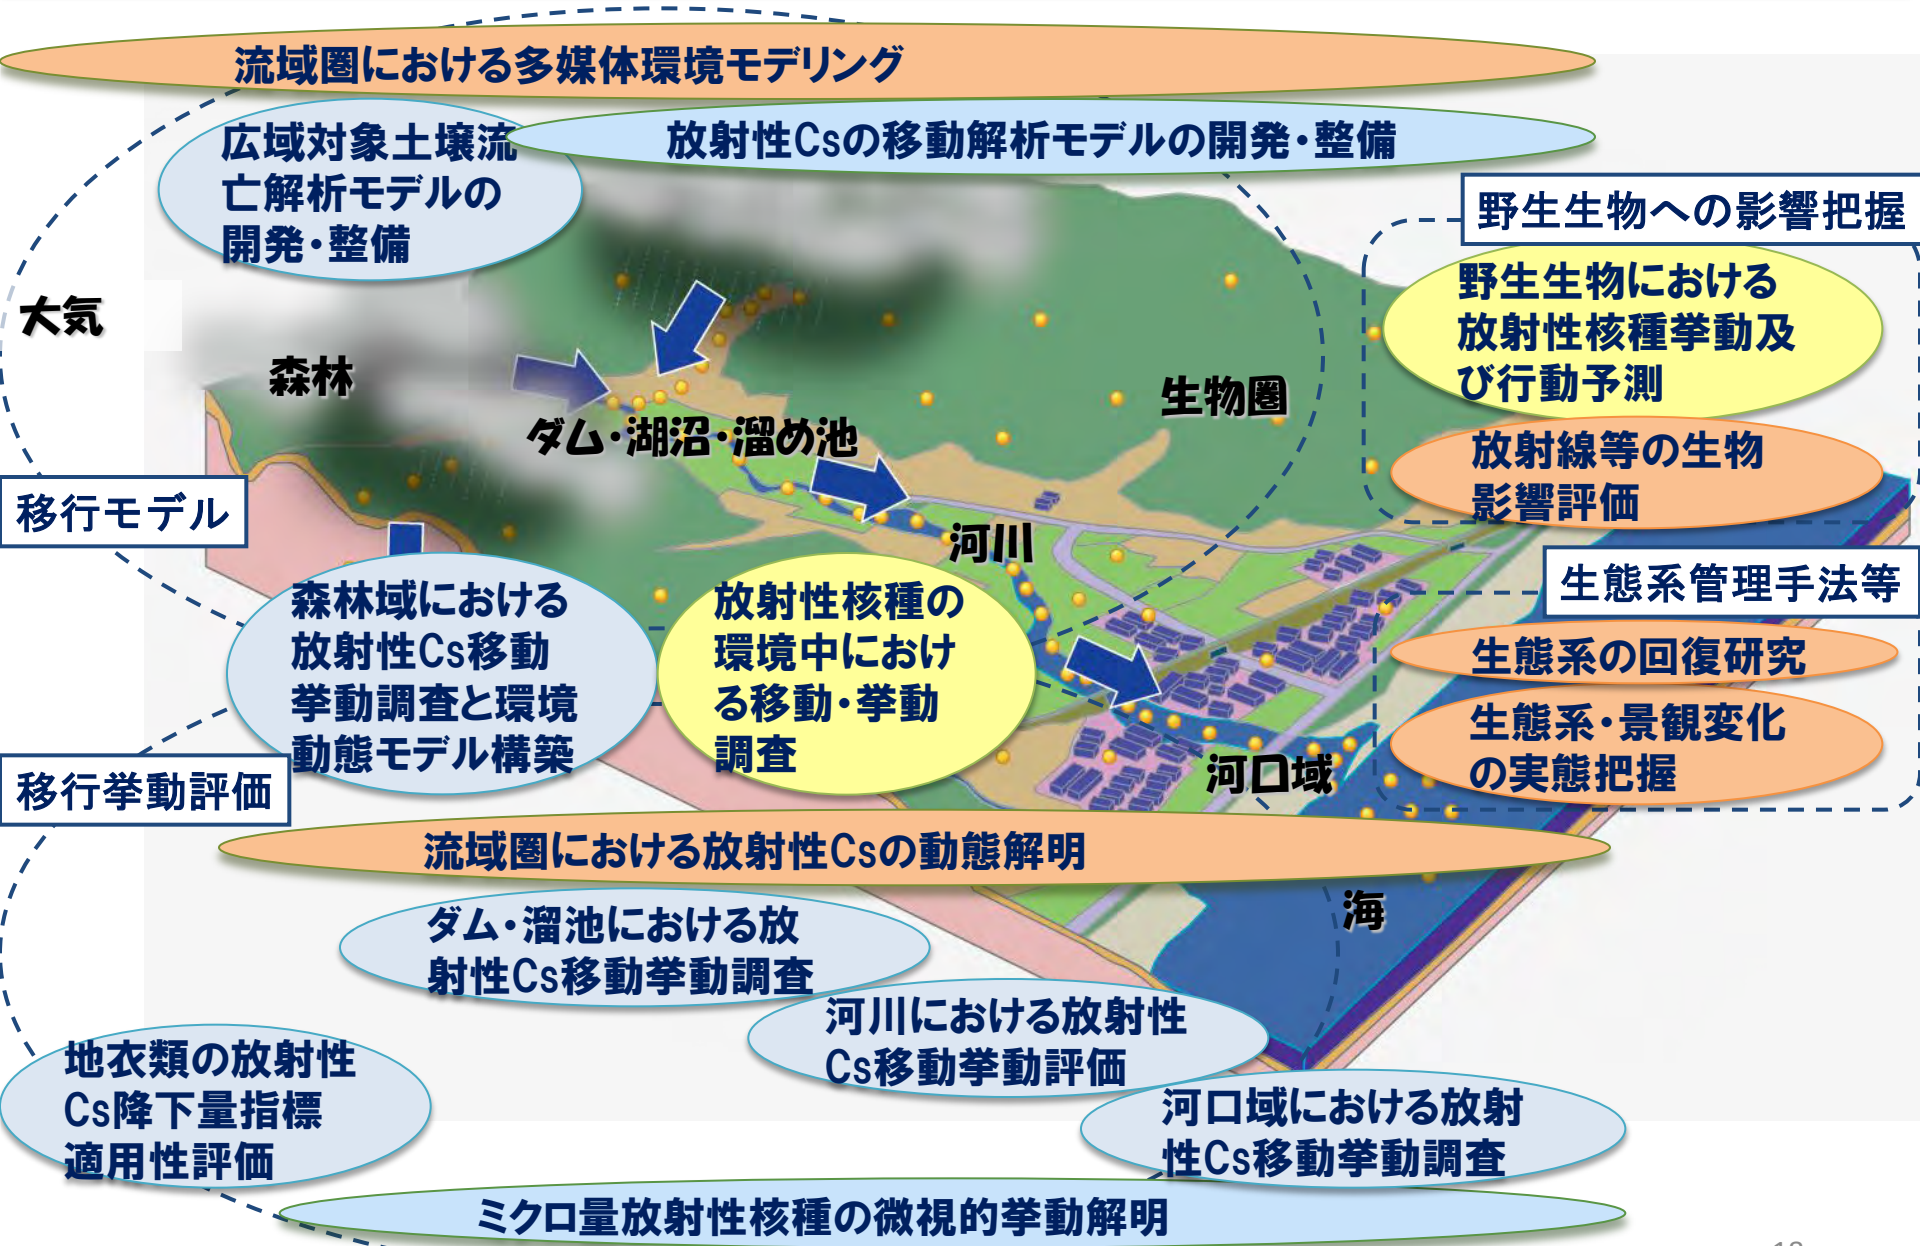 流域圏における多媒体環境モデリング
広域対象土壌流
亡解析モデルの
開発・整備
放射性Csの移動解析モデルの開発・整備
野生生物への影響把握
野生生物における
放射性核種挙動及
び行動予測
放射線等の生物
影響評価
大気
森林
ダム・湖沼・溜め池
生物圏
移行モデル
河川
生態系管理手法等
生態系の回復研究
生態系・景観変化
の実態把握
森林域における
放射性Cs移動
挙動調査と環境
動態モデル構築
放射性核種の
環境中におけ
る移動・挙動
調査
移行挙動評価
河口域
流域圏における放射性Csの動態解明
海
ダム・溜池における放
射性Cs移動挙動調査
河川における放射性
Cs移動挙動評価
地衣類の放射性
Cs降下量指標
適用性評価
河口域における放射
性Cs移動挙動調査
ミクロ量放射性核種の微視的挙動解明